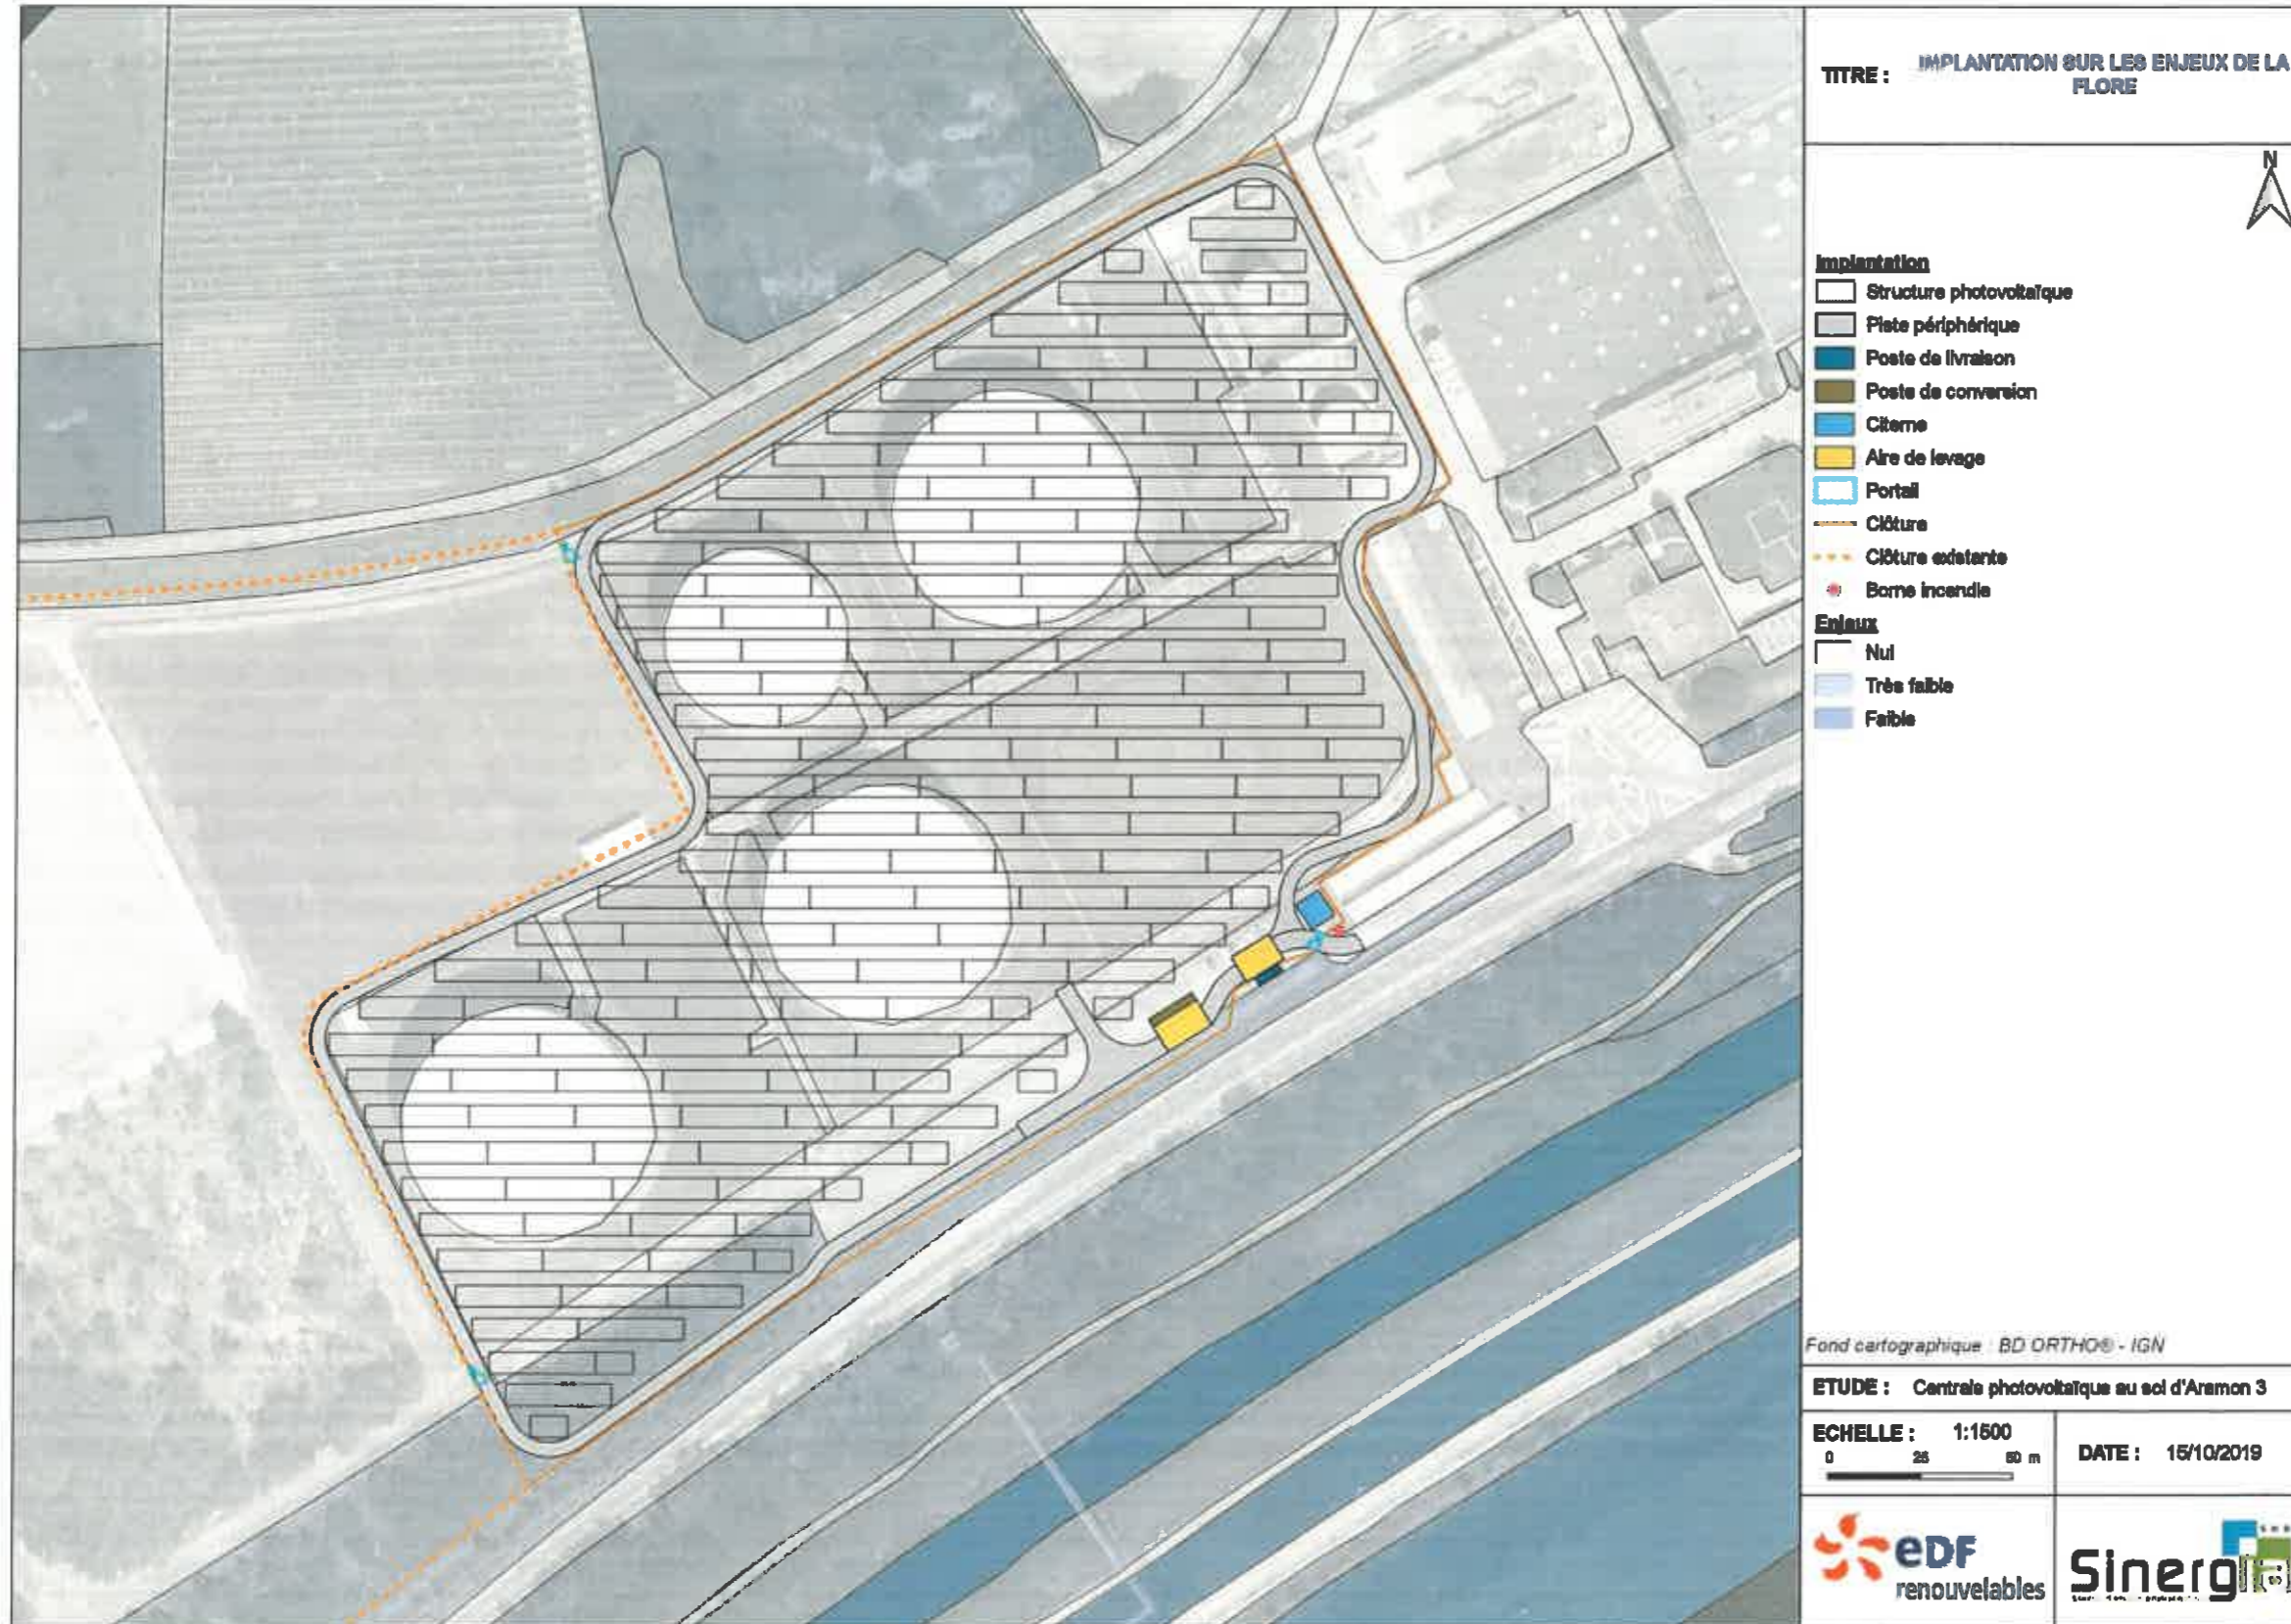 TITRE : IMPLANTATION SUR LES ENJEUX DE LA
FLORE
N
Implantation
Structure photovoltaïque
Piste périphérique
Poste de livraison
Poste de conversion
Citerne
Aire de levage
Portail
Clôture
Clôture existante
Borne incendie
Enjeux
Nul
Très faible
Faible
Fond cartographique : BD ORTHO® - IGN
ETUDE : Centrale photovoltaïque au sol d'Aramon 3
ECHELLE : 1:1500
0 25 50 m
DATE : 15/10/2019
eDF
renouvelables